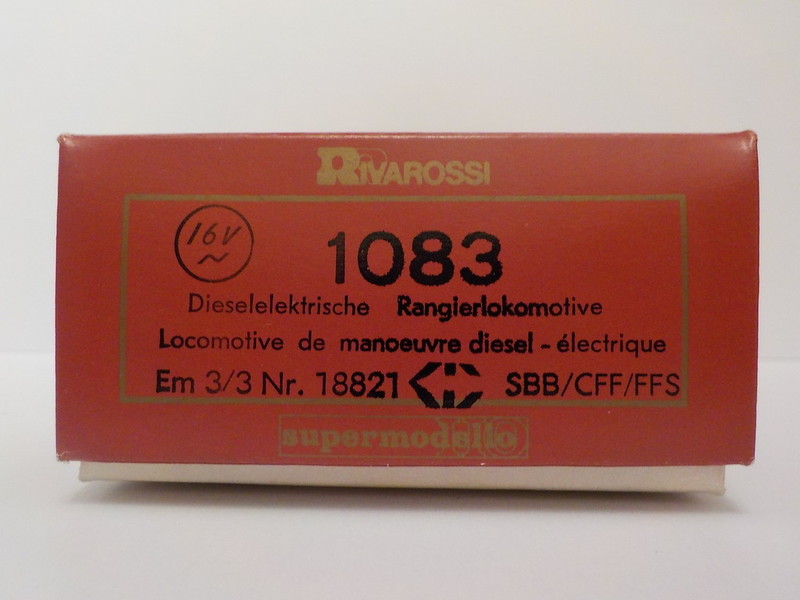 RIVAROSSI
16V
~
1083
Dieselelektrische Rangierlokomotive
Locomotive de manoeuvre diesel - électrique
Em 3/3 Nr. 18821 SBB/CFF/FFS
supermodello